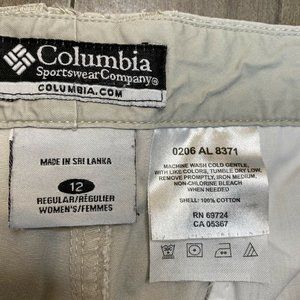 Columbia
Sportswear Company®
COLUMBIA.COM
MADE IN SRI LANKA
12
REGULAR/RÉGULIER
WOMEN'S/FEMMES
0206 AL 8371
MACHINE WASH COLD GENTLE,
WITH LIKE COLORS, TUMBLE DRY LOW,
REMOVE PROMPTLY, IRON MEDIUM,
NON-CHLORINE BLEACH
WHEN NEEDED
SHELL: 100% COTTON
RN 69724
CA 05367